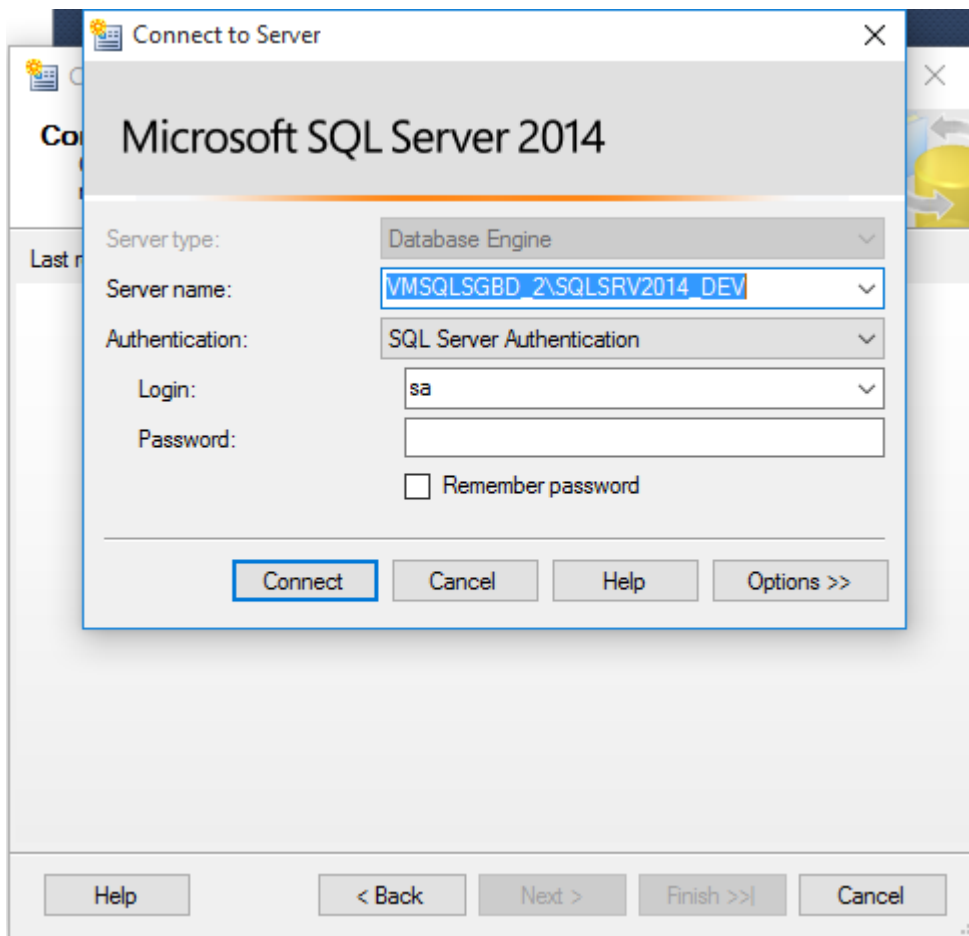 Connect to Server
Microsoft SQL Server 2014
Server type:
Database Engine
Server name:
VMSQLSGBD_2\SQLSRV2014_DEV
Authentication:
SQL Server Authentication
Login:
sa
Password:
Remember password
Connect
Cancel
Help
Options >>
Last
Help
< Back
Next >
Finish >>|
Cancel